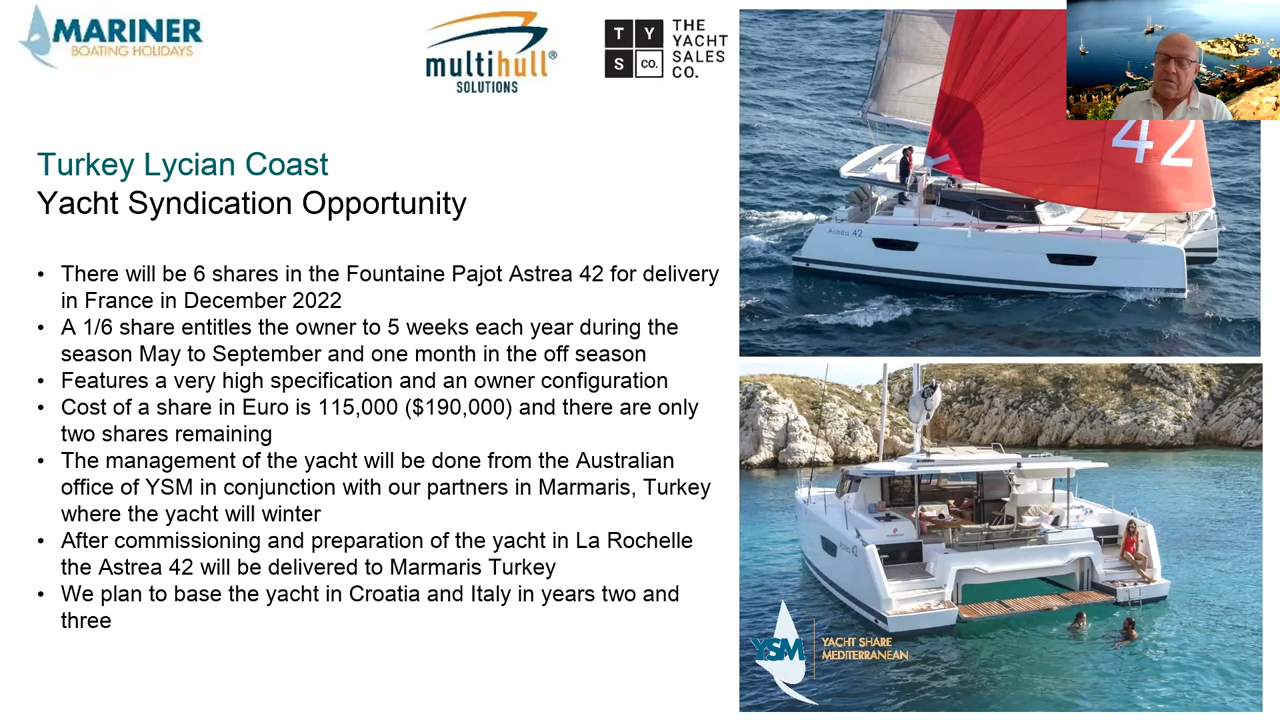 MARINER
BOATING HOLIDAYS
multihull®
SOLUTIONS
TY
S CO.
THE
YACHT
SALES
CO.
42
Astrea 42
Turkey Lycian Coast
Yacht Syndication Opportunity
• There will be 6 shares in the Fountaine Pajot Astrea 42 for delivery
in France in December 2022
• A 1/6 share entitles the owner to 5 weeks each year during the
season May to September and one month in the off season
• Features a very high specification and an owner configuration
• Cost of a share in Euro is 115,000 ($190,000) and there are only
two shares remaining
• The management of the yacht will be done from the Australian
office of YSM in conjunction with our partners in Marmaris, Turkey
where the yacht will winter
• After commissioning and preparation of the yacht in La Rochelle
the Astrea 42 will be delivered to Marmaris Turkey
• We plan to base the yacht in Croatia and Italy in years two and
three
Astrea 42
YSM
YACHT SHARE
MEDITERRANEAN